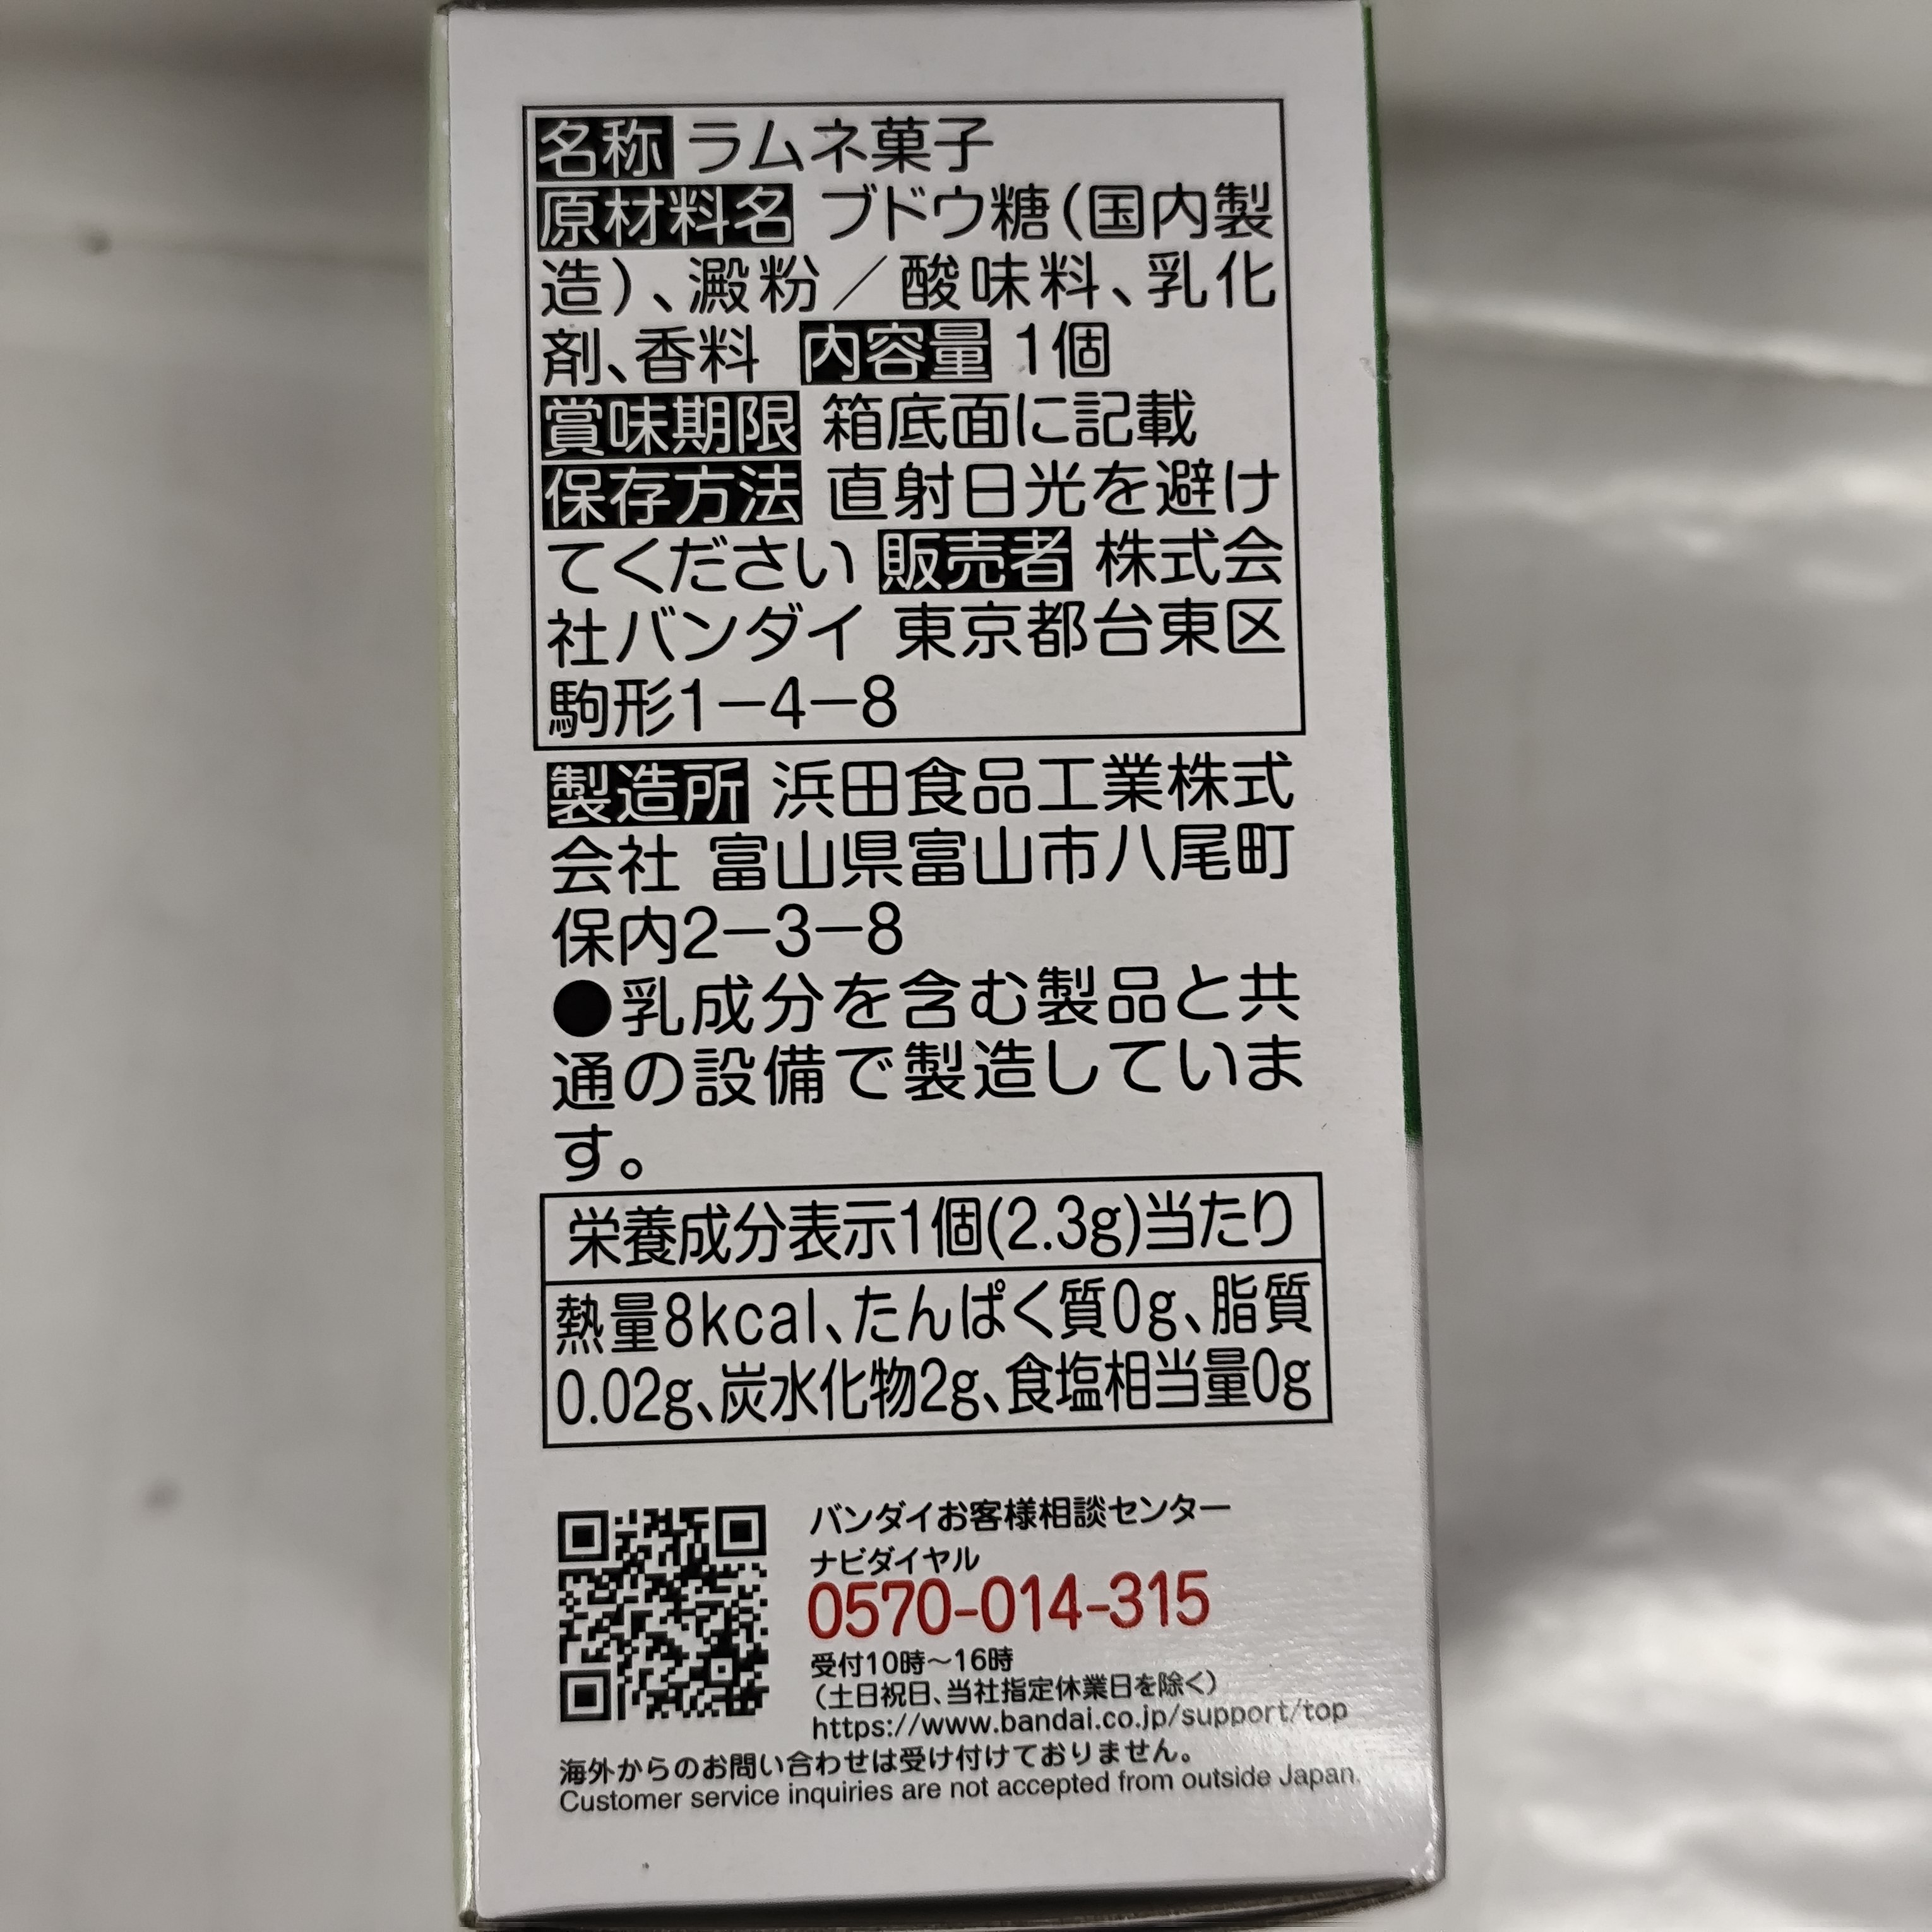 名称 ラムネ菓子
原材料名 ブドウ糖(国内製
造)、澱粉／酸味料、乳化
剤、香料 内容量 1個
賞味期限 箱底面に記載
保存方法 直射日光を避け
てください 販売者 株式会
社バンダイ 東京都台東区
駒形1−4−8
製造所 浜田食品工業株式
会社 富山県富山市八尾町
保内2−3−8
●乳成分を含む製品と共
通の設備で製造していま
す。
栄養成分表示1個(2.3g)当たり
熱量8kcal、たんぱく質0g、脂質
0.02g、炭水化物2g、食塩相当量0g
バンダイお客様相談センター
ナビダイヤル
0570-014-315
受付10時～16時
(土日祝日、当社指定休業日を除く)
https://www.bandai.co.jp/support/top
海外からのお問い合わせは受け付けておりません。
Customer service inquiries are not accepted from outside Japan.